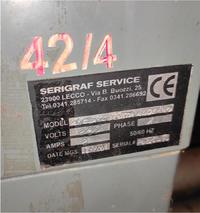 42/4
SERIGRAF SERVICE
23900 LECCO - Via B. Buozzi, 25
Tel.0341.285714 - Fax 0341.286692
CE
MODEL
VOLTS PHASE
AMPS 50/60 HZ
DATE MGS. SERIAL#